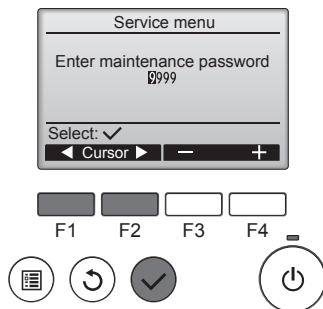 Service menu
Enter maintenance password
9999
Select: ✓
◀ Cursor ▶ − +
F1 F2 F3 F4